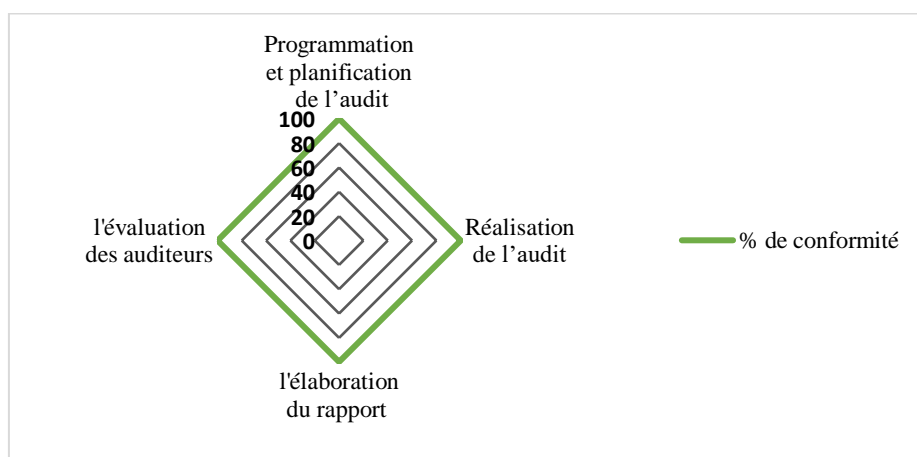 Programmation
et planification
de l’audit
100
80
60
40
20
0
l'évaluation
des auditeurs
Réalisation
de l’audit
% de conformité
l'élaboration
du rapport